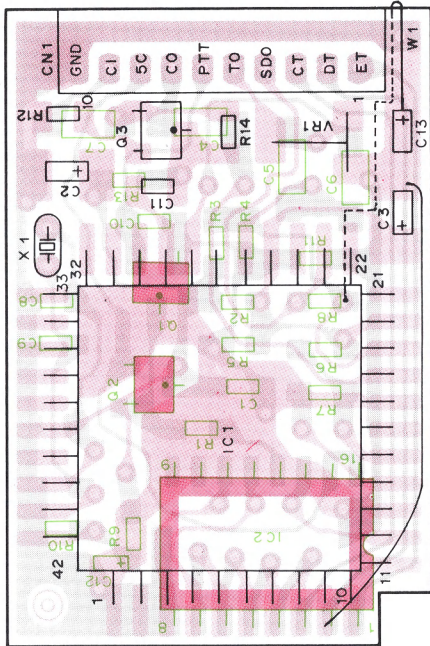 CN1
GND
CI
5C
CO
PTT
TO
SDO
CT
DT
ET
W1
R12
10
C7
Q3
C4
R14
VR1
1
C13
C2
R13
C11
C5
C6
C3
C10
R3
R4
R11
X1
33
32
22
21
C8
Q1
R2
R8
C9
R5
R6
Q2
C1
R7
R1
IC1
9
16
R10
R9
IC2
42
C12
1
10
11
8
1